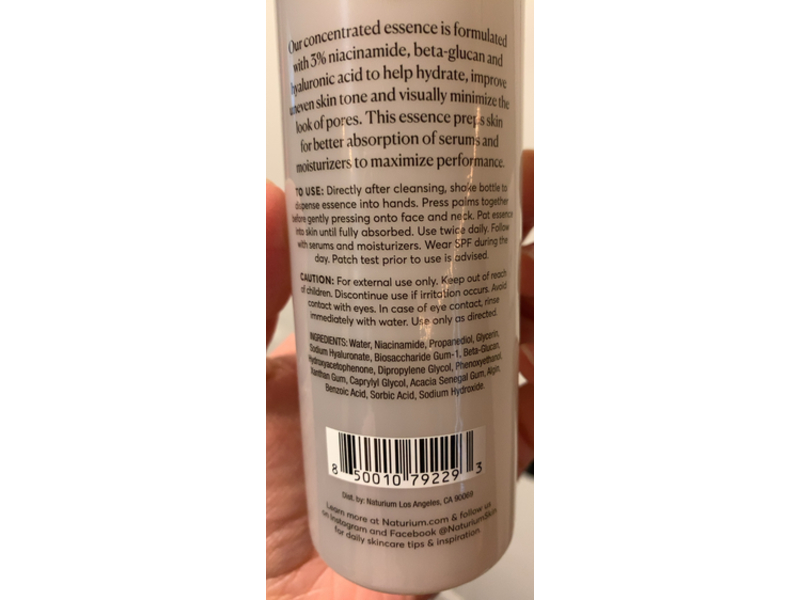 Our concentrated essence is formulated
with 3% niacinamide, beta-glucan and
hyaluronic acid to help hydrate, improve
uneven skin tone and visually minimize the
look of pores. This essence preps skin
for better absorption of serums and
moisturizers to maximize performance.
TO USE: Directly after cleansing, shake bottle to
dispense essence into hands. Press palms together
before gently pressing onto face and neck. Pat essence
into skin until fully absorbed. Use twice daily. Follow
with serums and moisturizers. Wear SPF during the
day. Patch test prior to use is advised.
CAUTION: For external use only. Keep out of reach
of children. Discontinue use if irritation occurs. Avoid
contact with eyes. In case of eye contact, rinse
immediately with water. Use only as directed.
INGREDIENTS: Water, Niacinamide, Propanediol, Glycerin,
Sodium Hyaluronate, Biosaccharide Gum-1, Beta-Glucan,
Hydroxyacetophenone, Dipropylene Glycol, Phenoxyethanol,
Xanthan Gum, Caprylyl Glycol, Acacia Senegal Gum, Algin,
Benzoic Acid, Sorbic Acid, Sodium Hydroxide.
8 50010 79229 3
Dist. by: Naturium Los Angeles, CA 90069
Learn more at Naturium.com & follow us
on Instagram and Facebook @NaturiumSkin
for daily skincare tips & inspiration.